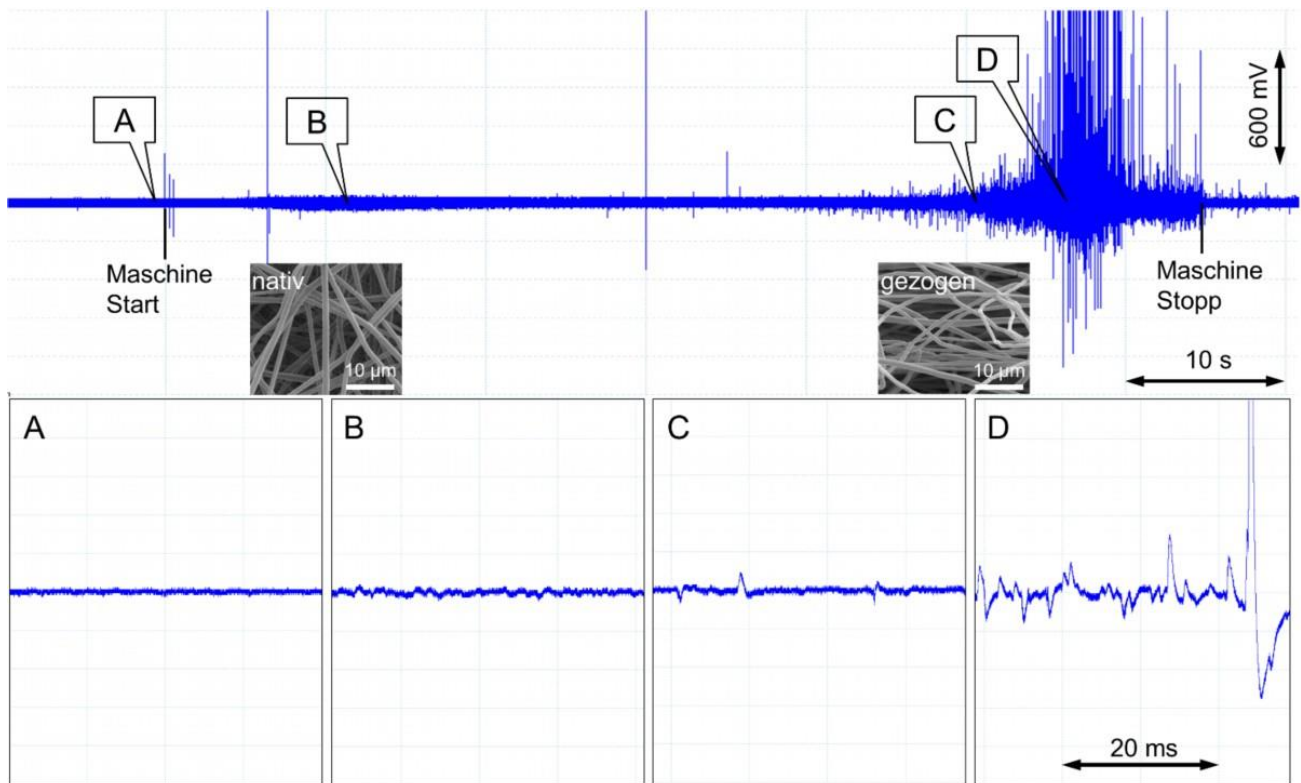 A
B
C
D
600 mV
Maschine
Start
nativ
10 µm
gezogen
10 µm
Maschine
Stopp
10 s
A
B
C
D
20 ms